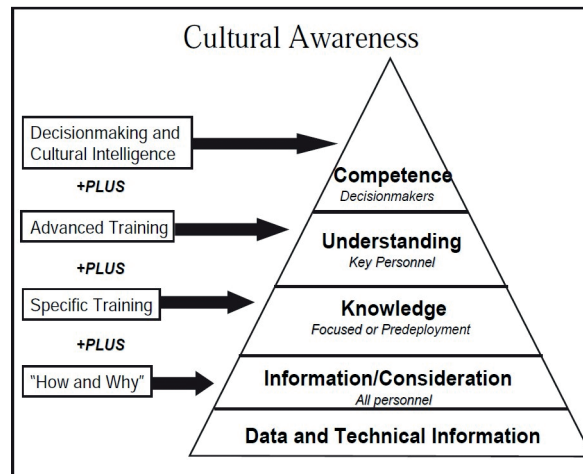 Cultural Awareness
Decisionmaking and
Cultural Intelligence
+PLUS
Advanced Training
+PLUS
Specific Training
+PLUS
"How and Why"
Competence
Decisionmakers
Understanding
Key Personnel
Knowledge
Focused or Predeployment
Information/Consideration
All personnel
Data and Technical Information